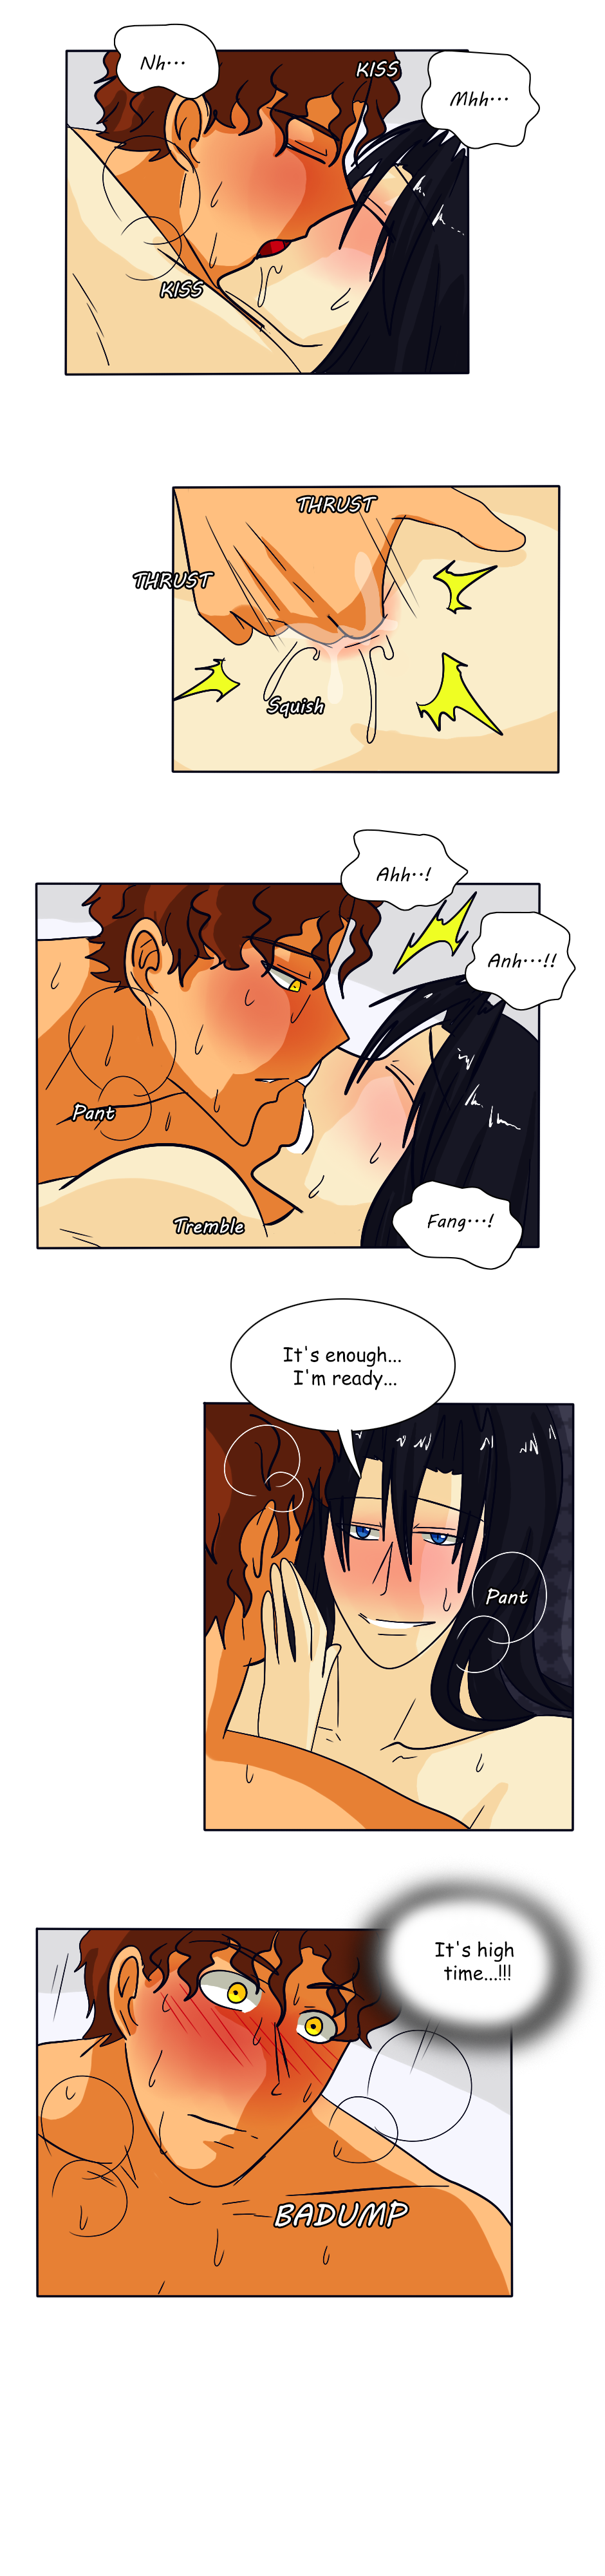 Nh...
KISS
Mhh...
KISS
THRUST
THRUST
Squish
Ahh..!
Anh...!!
Pant
Fang...!
Tremble
It's enough...
I'm ready...
Pant
It's high
time...!!!
BADUMP